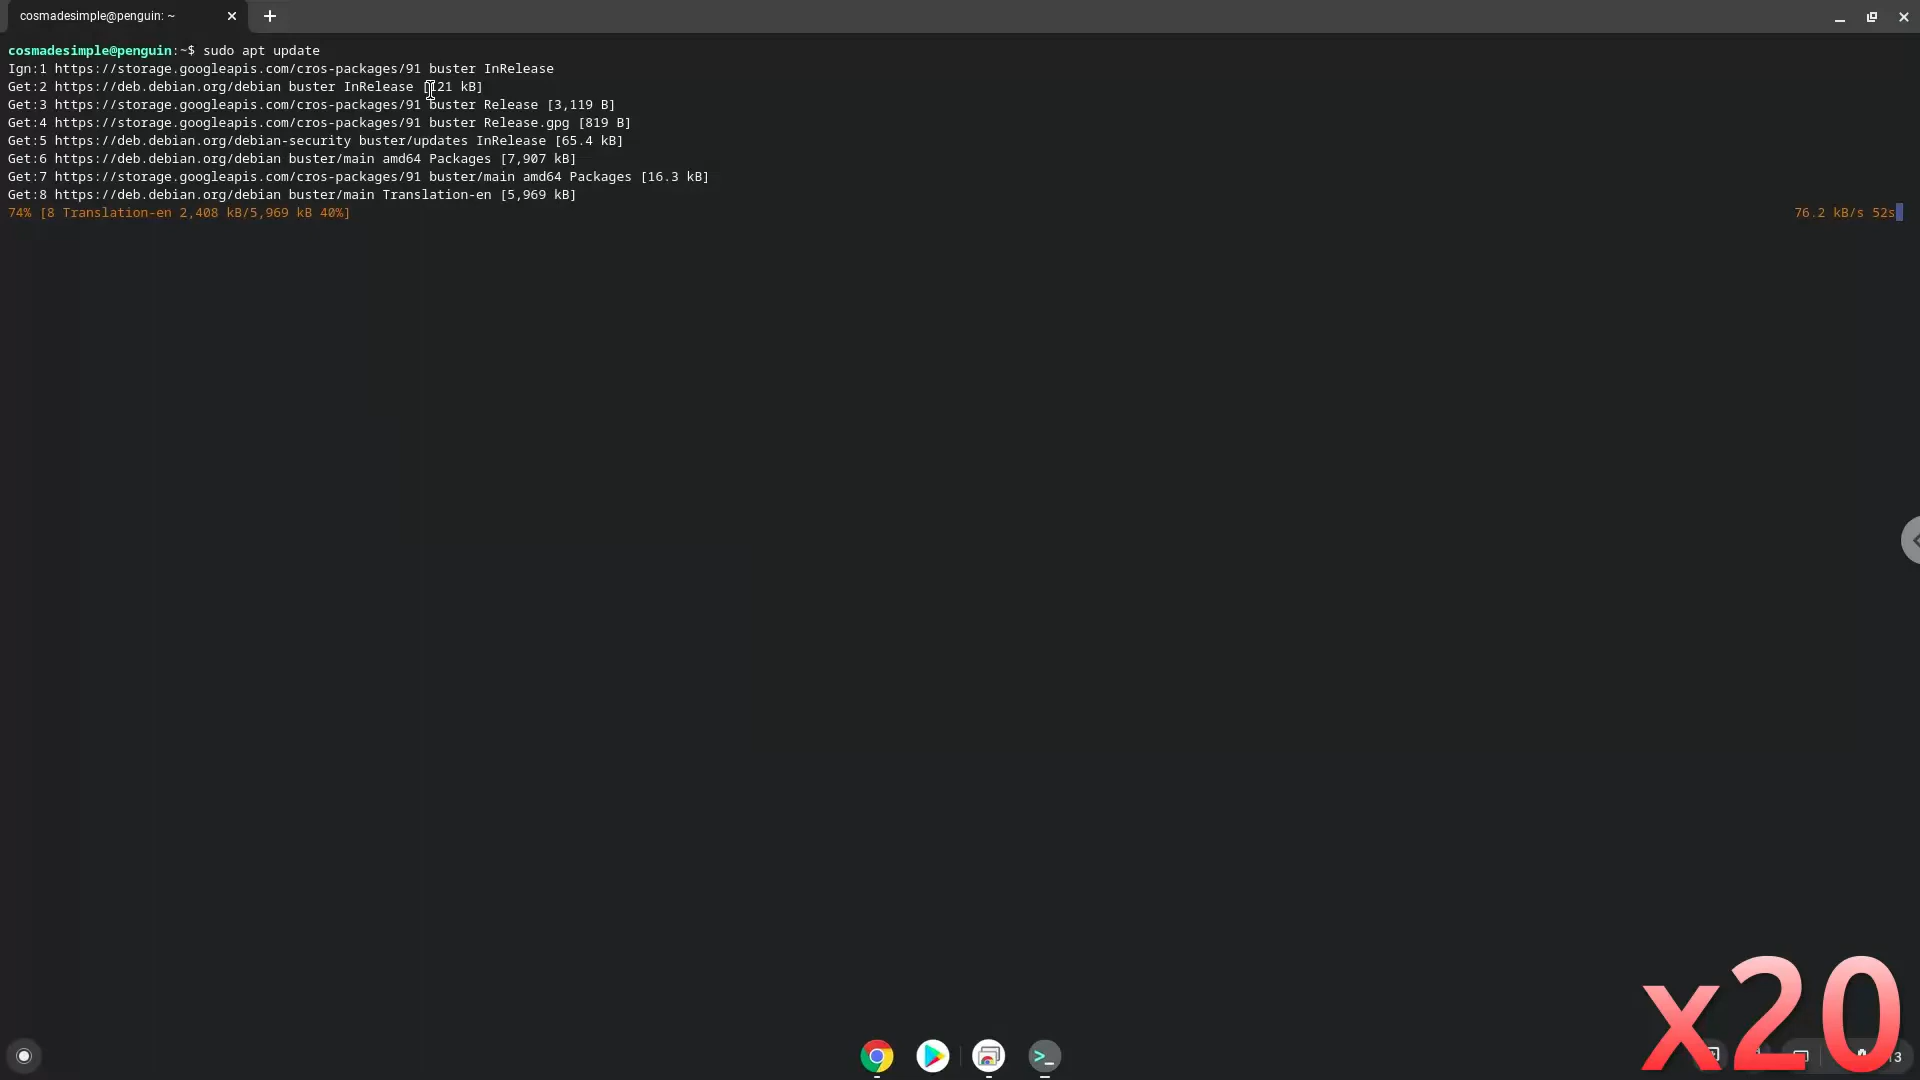 cosmadesimple@penguin: ~
cosmadesimple@penguin:~$ sudo apt update
Ign:1 https://storage.googleapis.com/cros-packages/91 buster InRelease
Get:2 https://deb.debian.org/debian buster InRelease [121 kB]
Get:3 https://storage.googleapis.com/cros-packages/91 buster Release [3,119 B]
Get:4 https://storage.googleapis.com/cros-packages/91 buster Release.gpg [819 B]
Get:5 https://deb.debian.org/debian-security buster/updates InRelease [65.4 kB]
Get:6 https://deb.debian.org/debian buster/main amd64 Packages [7,907 kB]
Get:7 https://storage.googleapis.com/cros-packages/91 buster/main amd64 Packages [16.3 kB]
Get:8 https://deb.debian.org/debian buster/main Translation-en [5,969 kB]
74% [8 Translation-en 2,408 kB/5,969 kB 40%] 76.2 kB/s 52s
x20